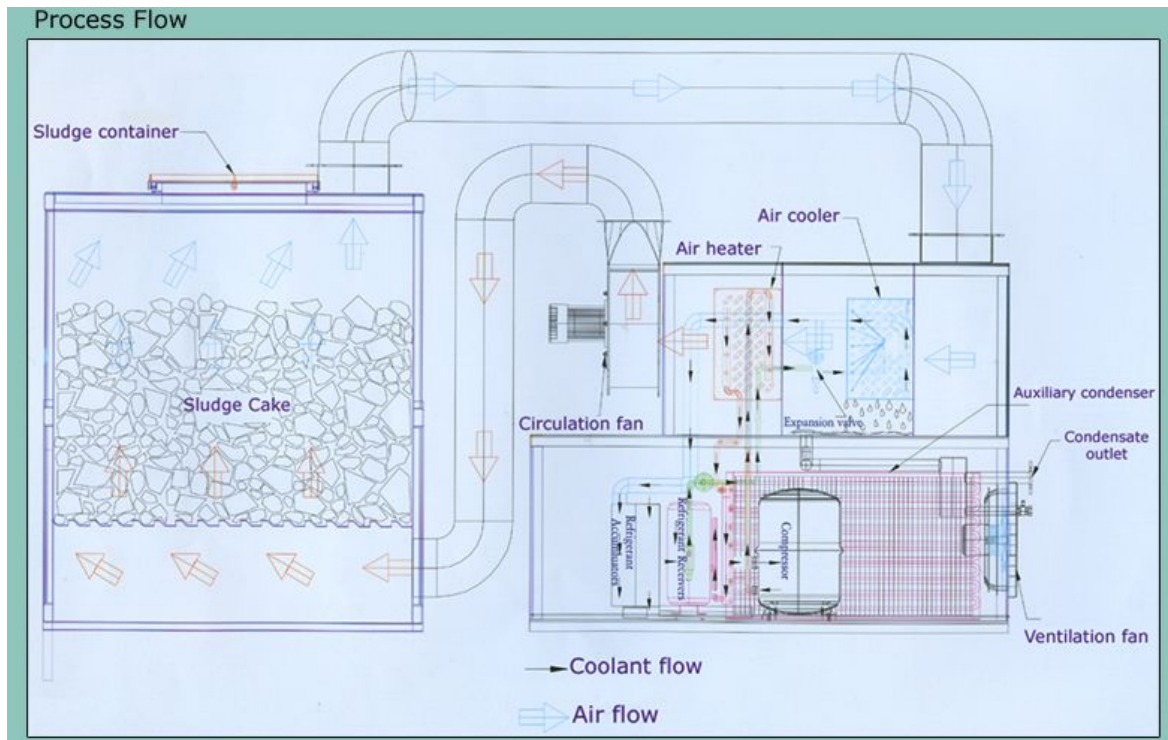 Process Flow
Sludge container
Air cooler
Air heater
Sludge Cake
Circulation fan
Expansion valve
Auxiliary condenser
Condensate
outlet
Refrigerant
Accumulators
Refrigerant Receivers
Compressor
Ventilation fan
Coolant flow
Air flow